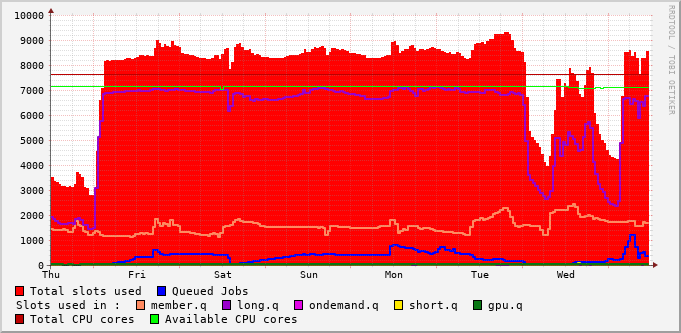 10000
9000
8000
7000
6000
5000
4000
3000
2000
1000
0
Thu Fri Sat Sun Mon Tue Wed
Total slots used Queued Jobs
Slots used in : member.q long.q ondemand.q short.q gpu.q
Total CPU cores Available CPU cores
RRDTOOL / TOBI OETIKER